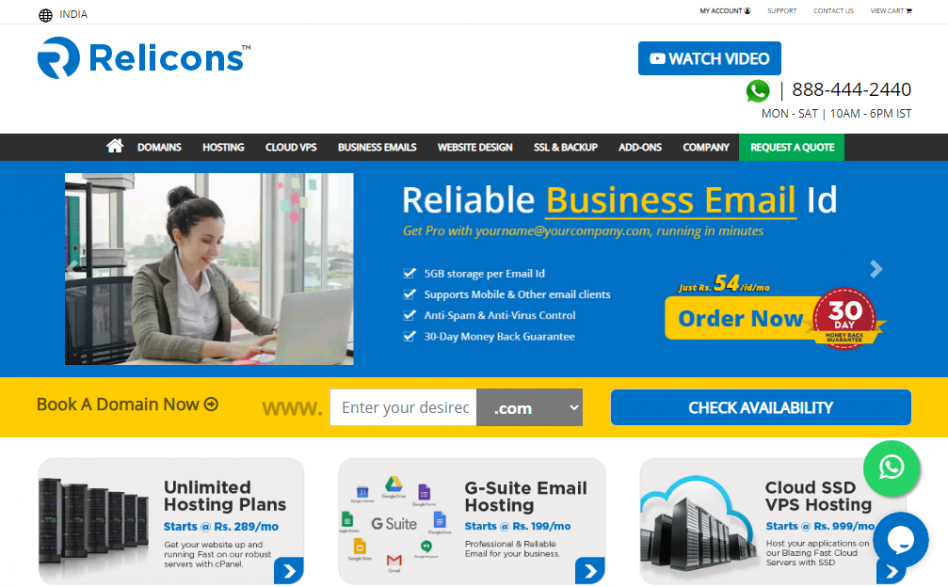 INDIA
MY ACCOUNT
SUPPORT
CONTACT US
VIEW CART
Relicons™
WATCH VIDEO
| 888-444-2440
MON - SAT | 10AM - 6PM IST
DOMAINS
HOSTING
CLOUD VPS
BUSINESS EMAILS
WEBSITE DESIGN
SSL & BACKUP
ADD-ONS
COMPANY
REQUEST A QUOTE
Reliable Business Email Id
Get Pro with yourname@yourcompany.com, running in minutes
5GB storage per Email Id
Supports Mobile & Other email clients
Anti-Spam & Anti-Virus Control
30-Day Money Back Guarantee
Just Rs. 54/id/mo
Order Now
30
DAY
MONEY BACK
GUARANTEE
Book A Domain Now
www.
Enter your desirec
.com
CHECK AVAILABILITY
Unlimited
Hosting Plans
Starts @ Rs. 289/mo
Get your website up and
running Fast on our robust
servers with cPanel.
Google Drive
G Suite
Gmail
G-Suite Email
Hosting
Starts @ Rs. 199/mo
Professional & Reliable
Email for your business.
Cloud SSD
VPS Hosting
Starts @ Rs. 999/mo
Host your applications on
our Blazing Fast Cloud
Servers with SSD